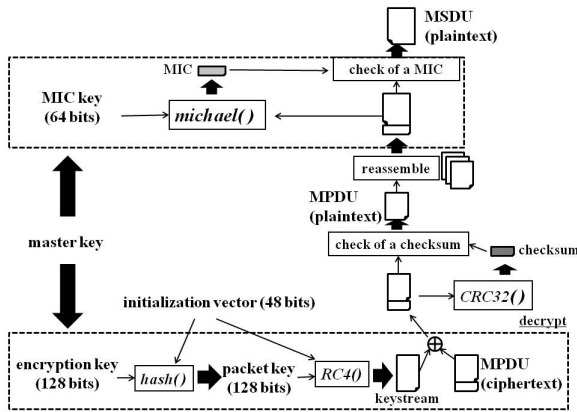 MSDU
(plaintext)
MIC
check of a MIC
MIC key
(64 bits)
michael()
reassemble
MPDU
(plaintext)
master key
check of a checksum
checksum
CRC32()
initialization vector (48 bits)
decrypt
encryption key
(128 bits)
hash()
packet key
(128 bits)
RC4()
keystream
MPDU
(ciphertext)